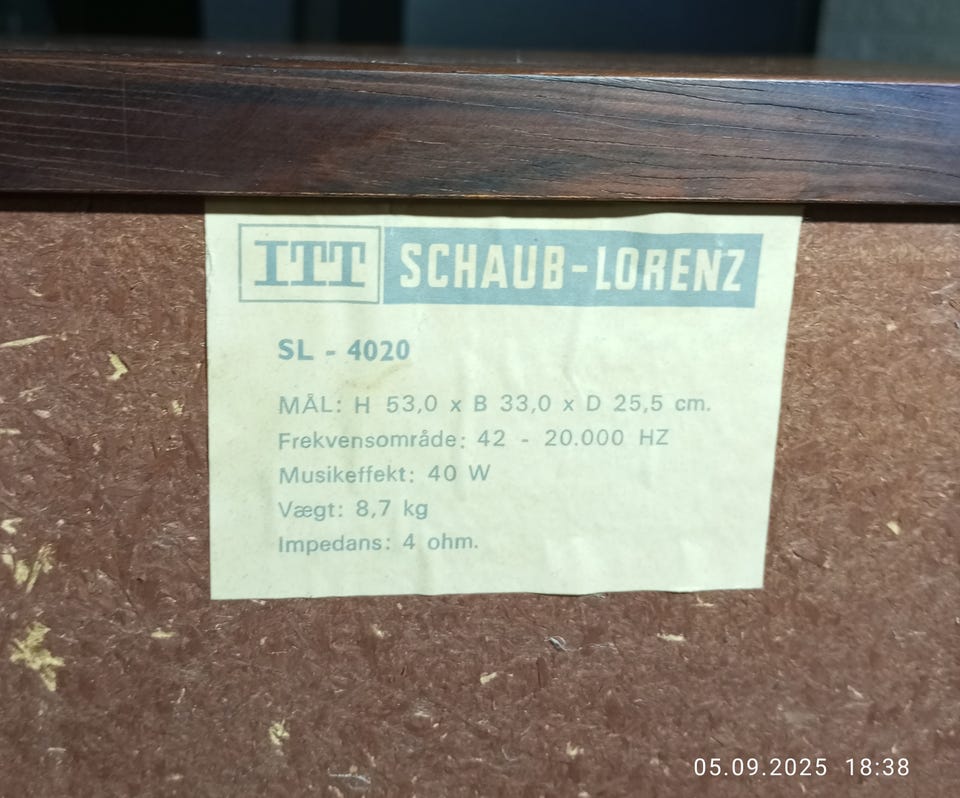 ITT SCHAUB-LORENZ
SL - 4020
MÅL: H 53,0 x B 33,0 x D 25,5 cm.
Frekvensområde: 42 - 20.000 HZ
Musikeffekt: 40 W
Vægt: 8,7 kg
Impedans: 4 ohm.
05.09.2025 18:38